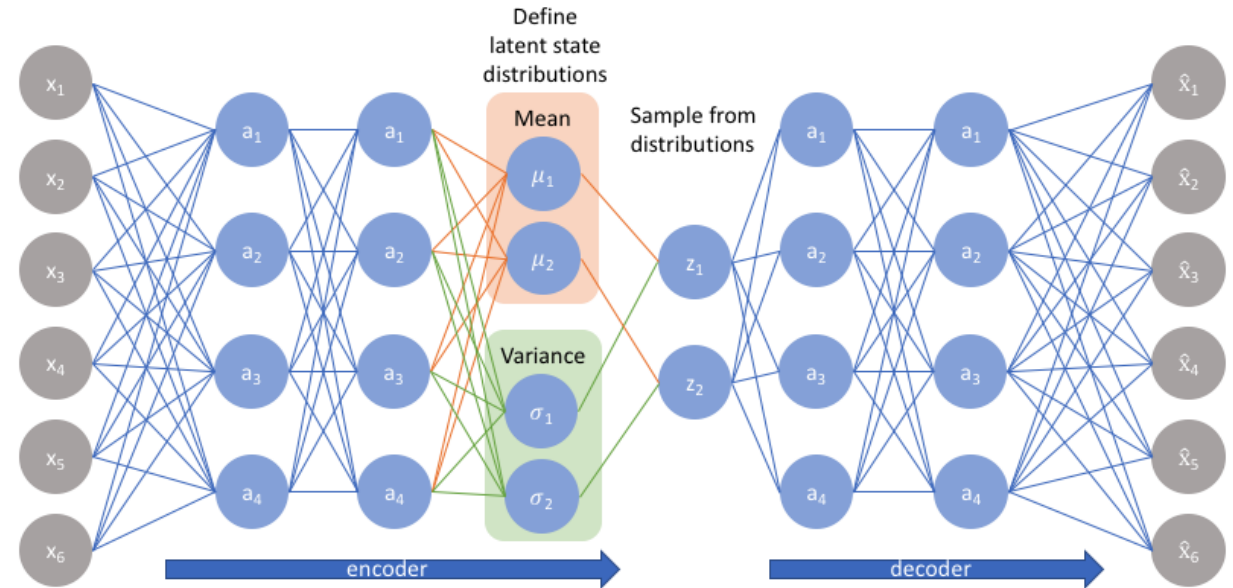 Define
latent state
distributions
Mean
Sample from
distributions
Variance
x₁
x₂
x₃
x₄
x₅
x₆
a₁
a₂
a₃
a₄
a₁
a₂
a₃
a₄
μ₁
μ₂
σ₁
σ₂
z₁
z₂
a₁
a₂
a₃
a₄
a₁
a₂
a₃
a₄
x̂₁
x̂₂
x̂₃
x̂₄
x̂₅
x̂₆
encoder
decoder